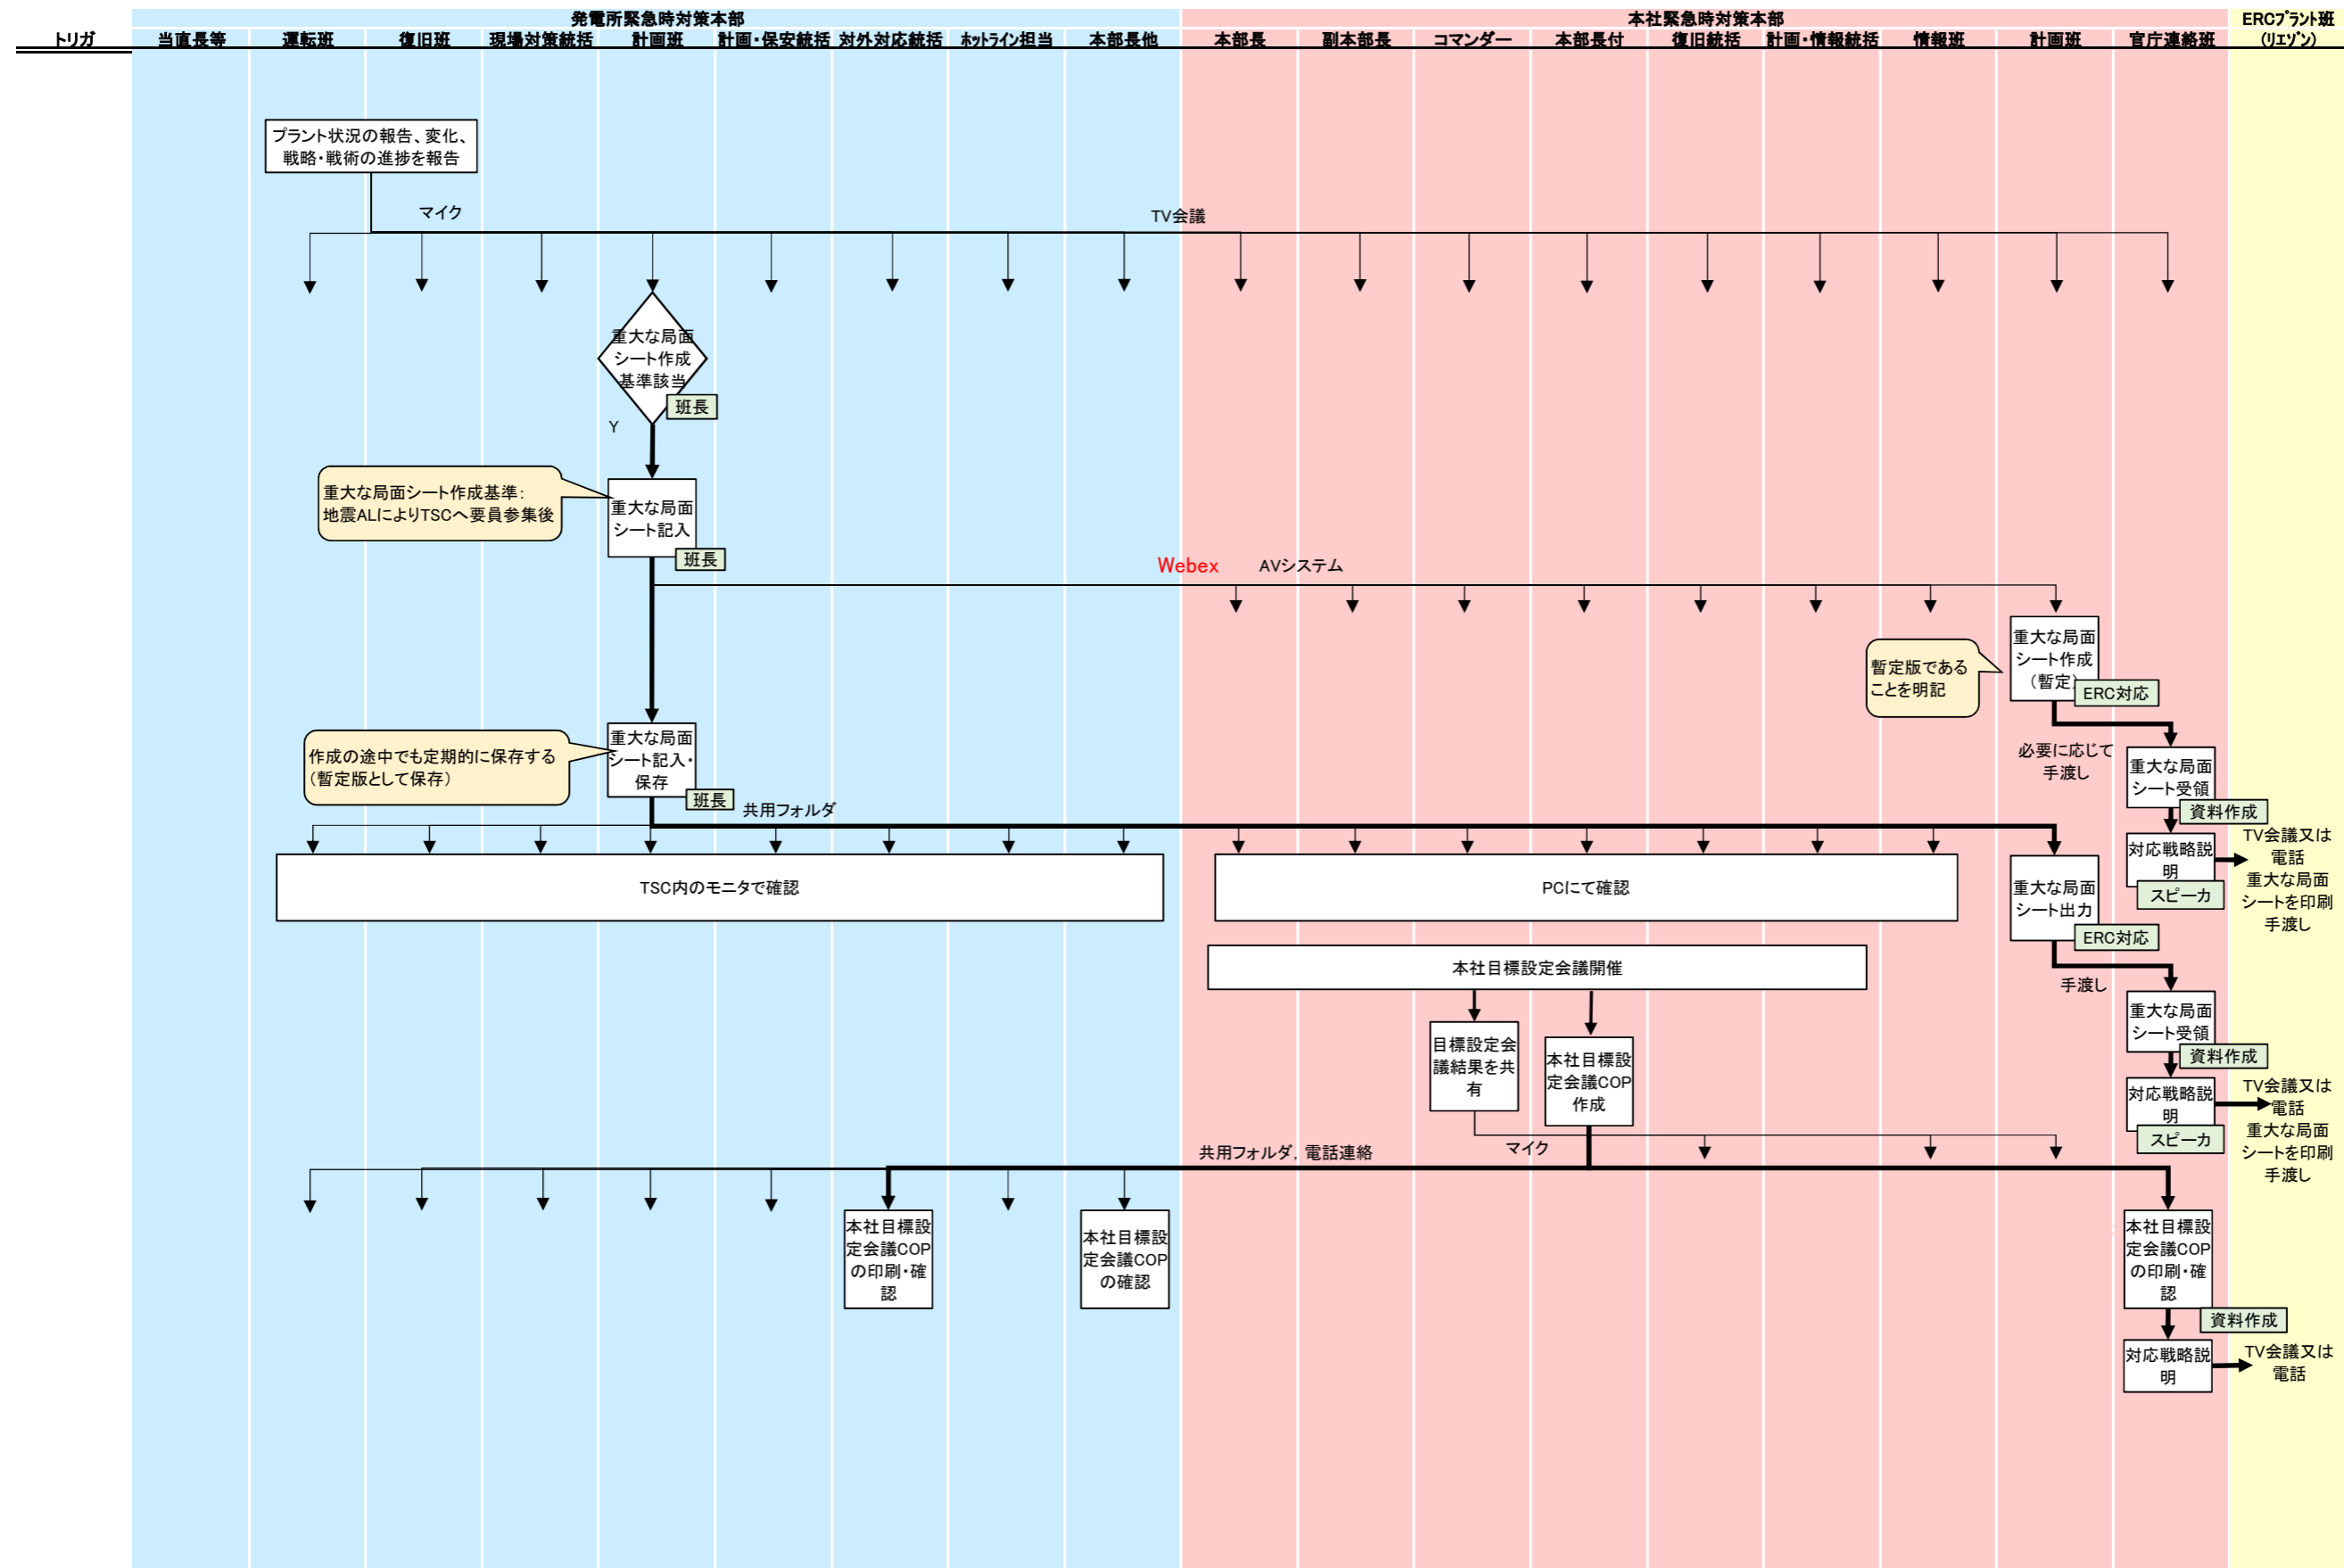 発電所緊急時対策本部
本社緊急時対策本部
ERCプラント班
(リエゾン)
トリガ
当直長等
運転班
復旧班
現場対策統括
計画班
計画・保安統括
対外対応統括
ホットライン担当
本部長他
本部長
副本部長
コマンダー
本部長付
復旧統括
計画・情報統括
情報班
計画班
官庁連絡班
プラント状況の報告、変化、
戦略・戦術の進捗を報告
マイク
TV会議
重大な局面
シート作成
基準該当
班長
Y
重大な局面シート作成基準：
地震ALによりTSCへ要員参集後
重大な局面
シート記入
班長
Webex
AVシステム
重大な局面
シート作成
（暫定）
ERC対応
暫定版である
ことを明記
作成の途中でも定期的に保存する
（暫定版として保存）
重大な局面
シート記入・
保存
班長
共用フォルダ
必要に応じて
手渡し
重大な局面
シート受領
資料作成
対応戦略説
明
スピーカ
TV会議又は
電話
重大な局面
シートを印刷
手渡し
TSC内のモニタで確認
PCにて確認
重大な局面
シート出力
ERC対応
本社目標設定会議開催
手渡し
重大な局面
シート受領
資料作成
目標設定会
議結果を共
有
本社目標設
定会議COP
作成
対応戦略説
明
スピーカ
TV会議又は
電話
重大な局面
シートを印刷
手渡し
共用フォルダ，電話連絡
マイク
本社目標設
定会議COP
の印刷・確
認
本社目標設
定会議COP
の確認
本社目標設
定会議COP
の印刷・確
認
資料作成
対応戦略説
明
TV会議又は
電話